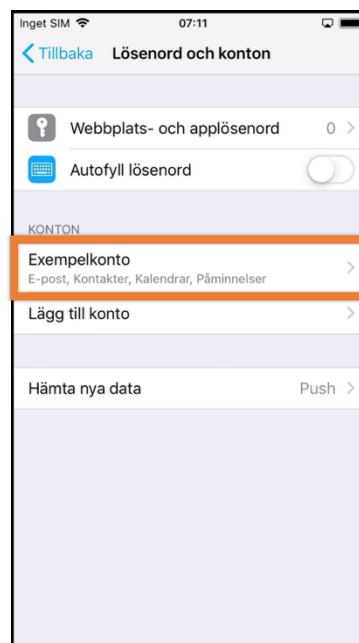 Inget SIM 07:11
Tillbaka Lösenord och konton
Webbplats- och applösenord 0
Autofyll lösenord
KONTON
Exempelkonto
E-post, Kontakter, Kalendrar, Påminnelser
Lägg till konto
Hämta nya data Push